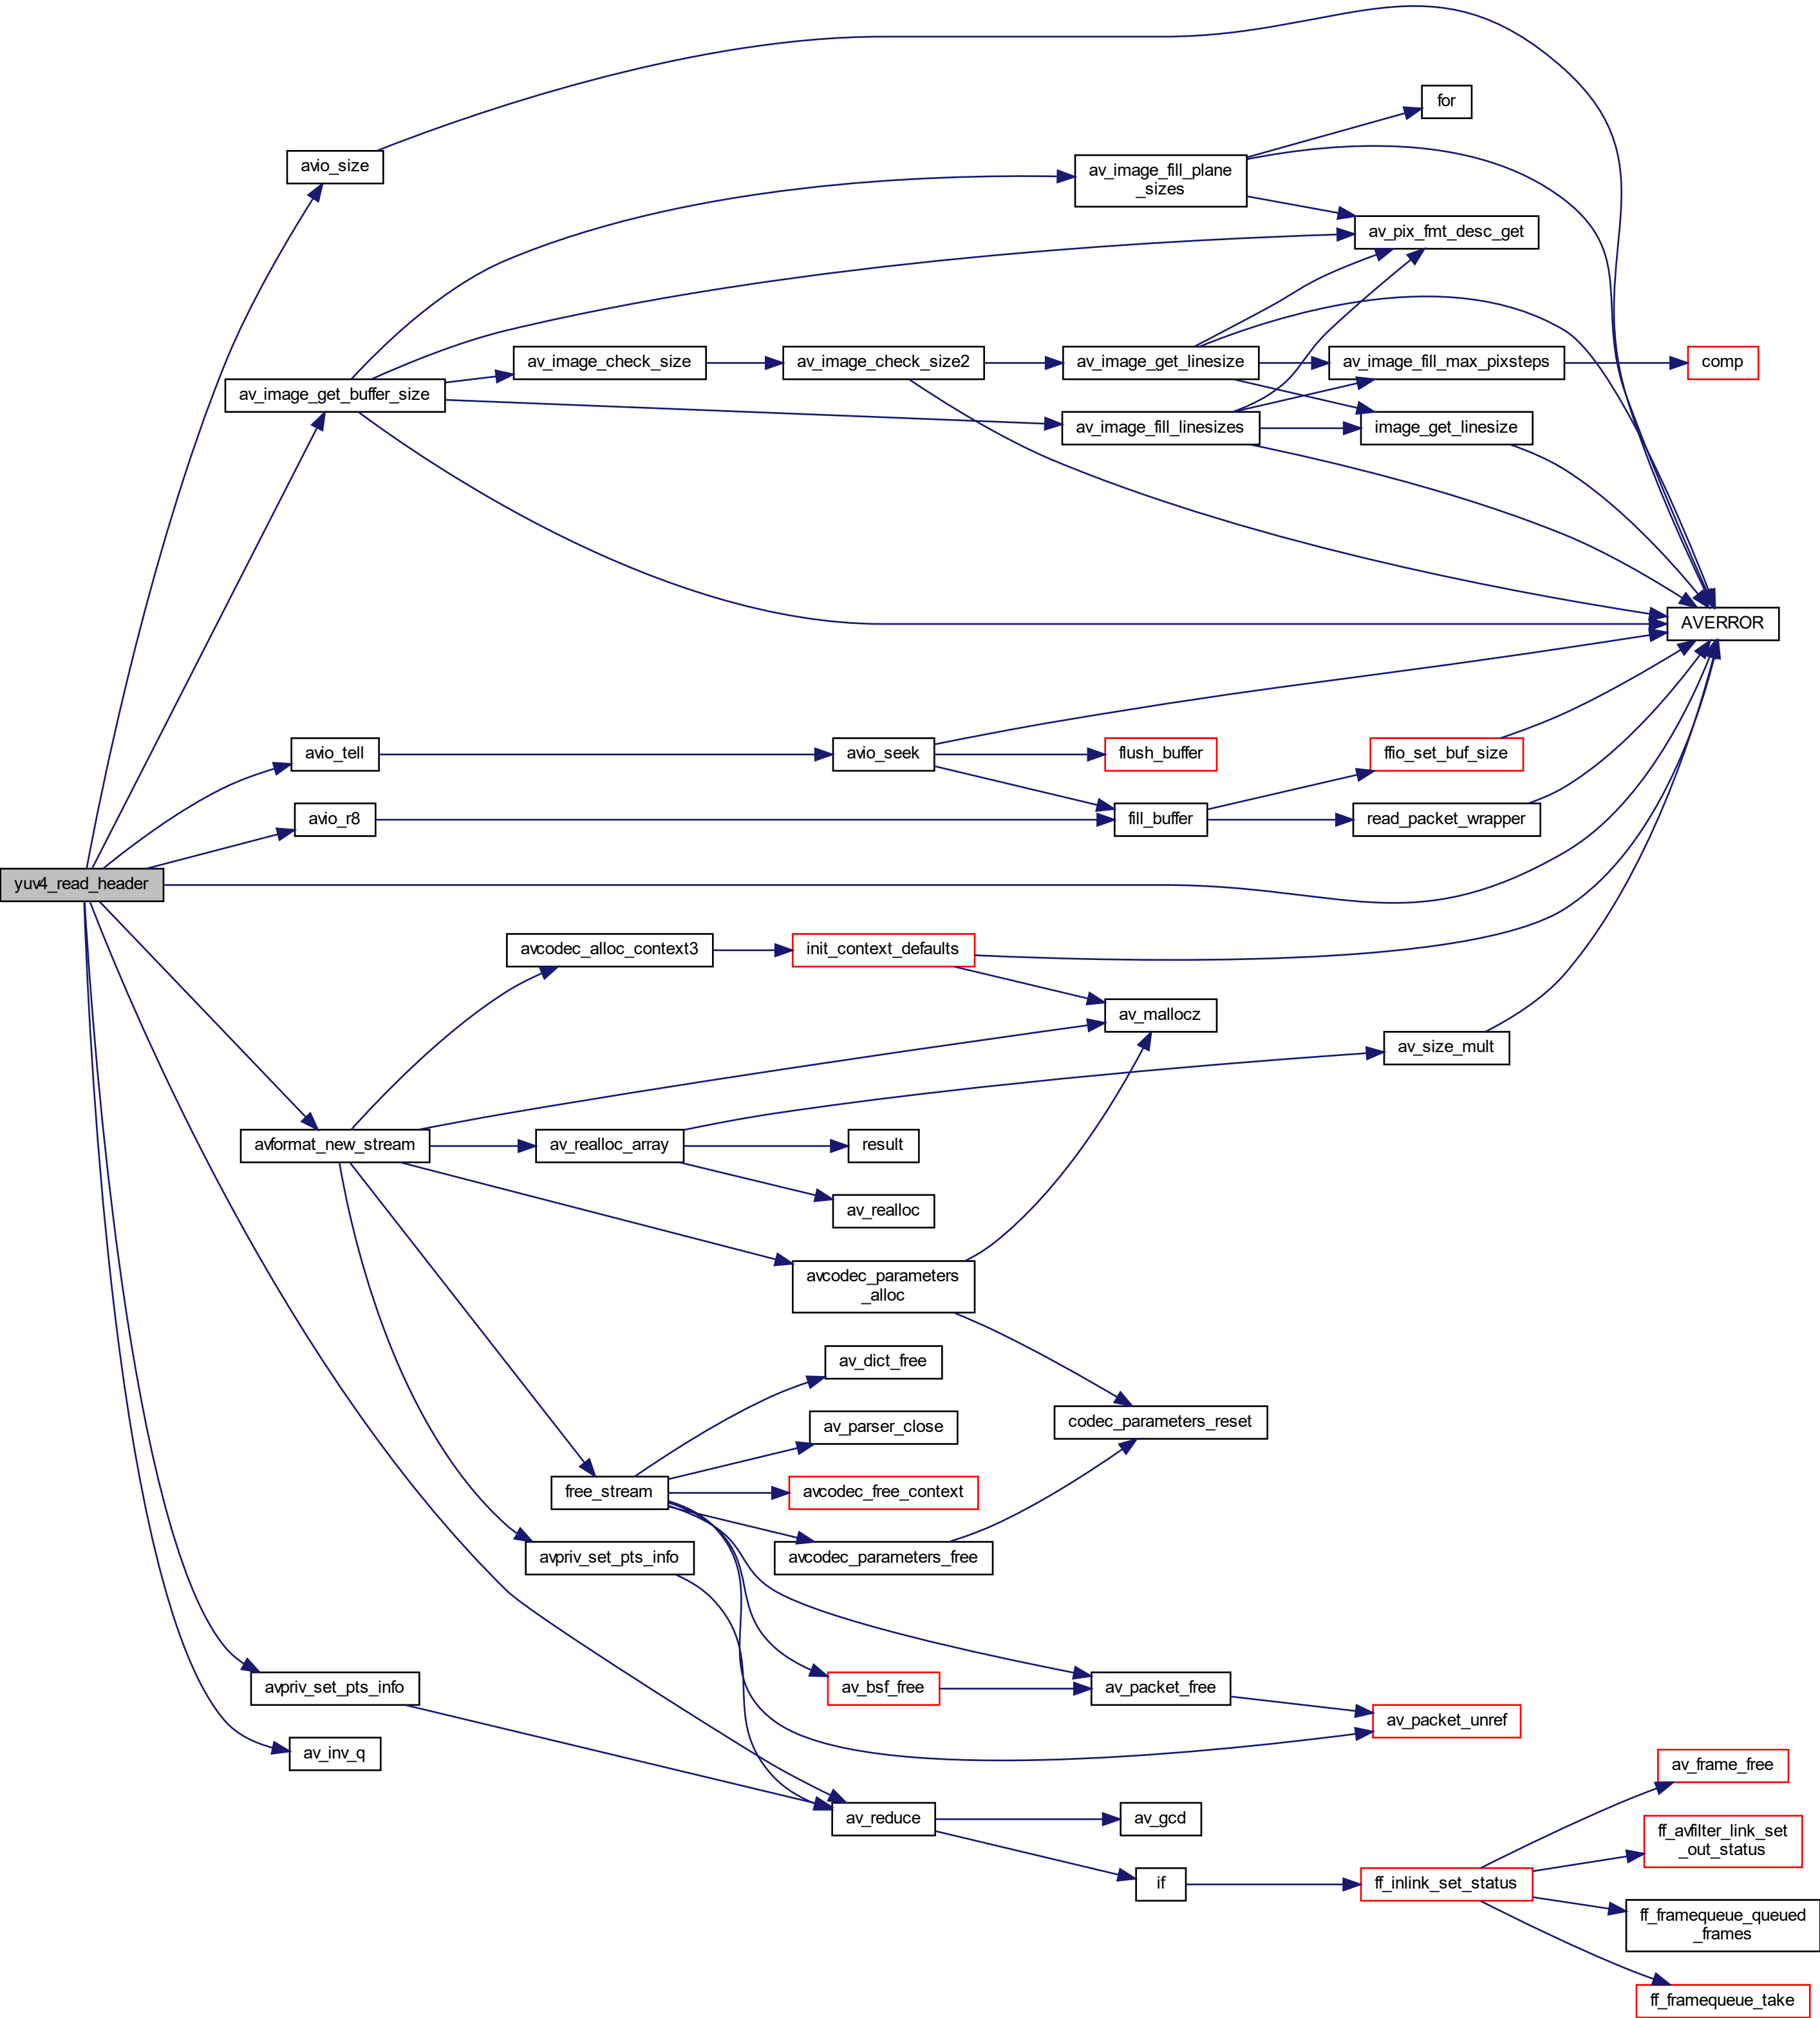 for
avio_size
av_image_fill_plane
_sizes
av_pix_fmt_desc_get
av_image_check_size
av_image_check_size2
av_image_get_linesize
av_image_fill_max_pixsteps
comp
av_image_get_buffer_size
av_image_fill_linesizes
image_get_linesize
AVERROR
avio_tell
avio_seek
flush_buffer
ffio_set_buf_size
avio_r8
fill_buffer
read_packet_wrapper
yuv4_read_header
avcodec_alloc_context3
init_context_defaults
av_mallocz
av_size_mult
avformat_new_stream
av_realloc_array
result
av_realloc
avcodec_parameters
_alloc
av_dict_free
codec_parameters_reset
av_parser_close
free_stream
avcodec_free_context
avpriv_set_pts_info
avcodec_parameters_free
avpriv_set_pts_info
av_bsf_free
av_packet_free
av_packet_unref
av_inv_q
av_frame_free
av_reduce
av_gcd
ff_avfilter_link_set
_out_status
if
ff_inlink_set_status
ff_framequeue_queued
_frames
ff_framequeue_take